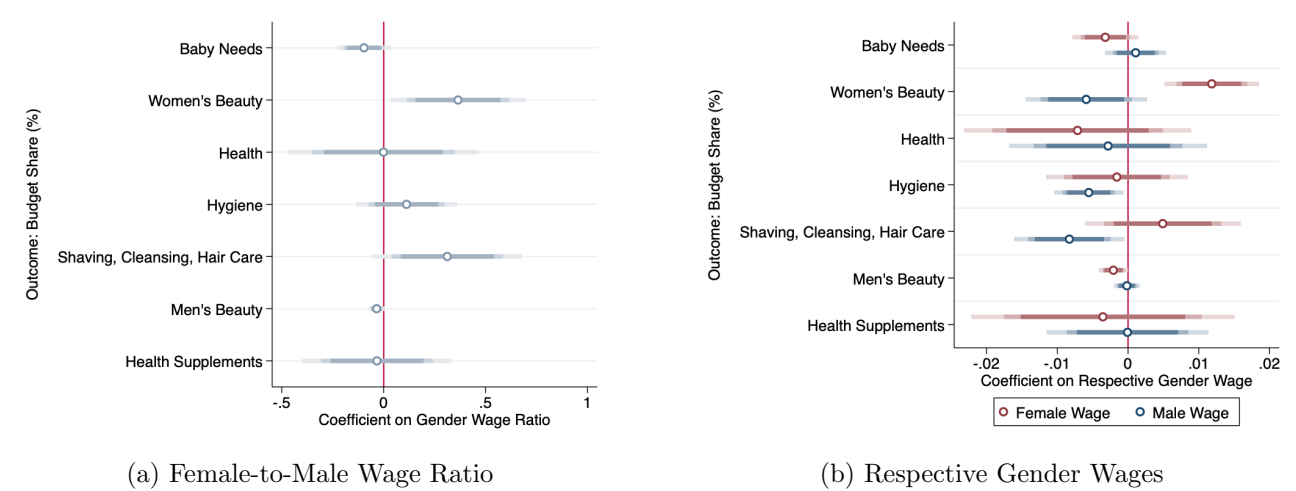 Outcome: Budget Share (%)
Baby Needs
Women's Beauty
Health
Hygiene
Shaving, Cleansing, Hair Care
Men's Beauty
Health Supplements
-.5 0 .5 1
Coefficient on Gender Wage Ratio
(a) Female-to-Male Wage Ratio
Outcome: Budget Share (%)
Baby Needs
Women's Beauty
Health
Hygiene
Shaving, Cleansing, Hair Care
Men's Beauty
Health Supplements
-.02 -.01 0 .01 .02
Coefficient on Respective Gender Wage
Female Wage Male Wage
(b) Respective Gender Wages